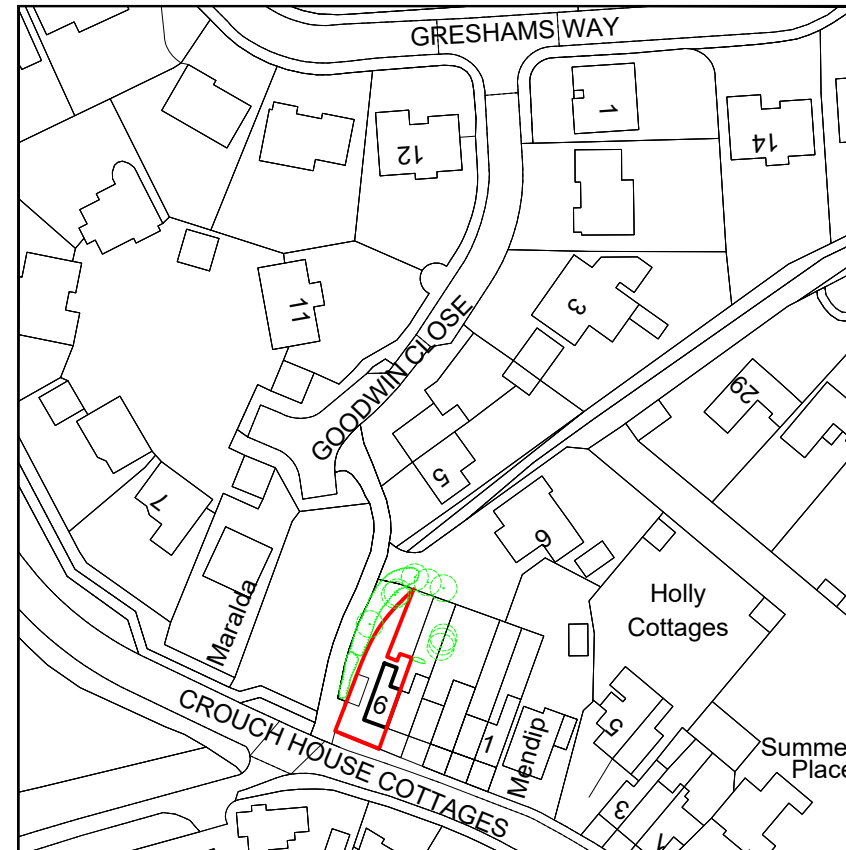 GRESHAMS WAY
1
12
14
11
3
GOODWIN CLOSE
29
5
7
6
Holly
Cottages
Maralda
6
CROUCH HOUSE COTTAGES
1
Mendip
5
Summe
Place
3